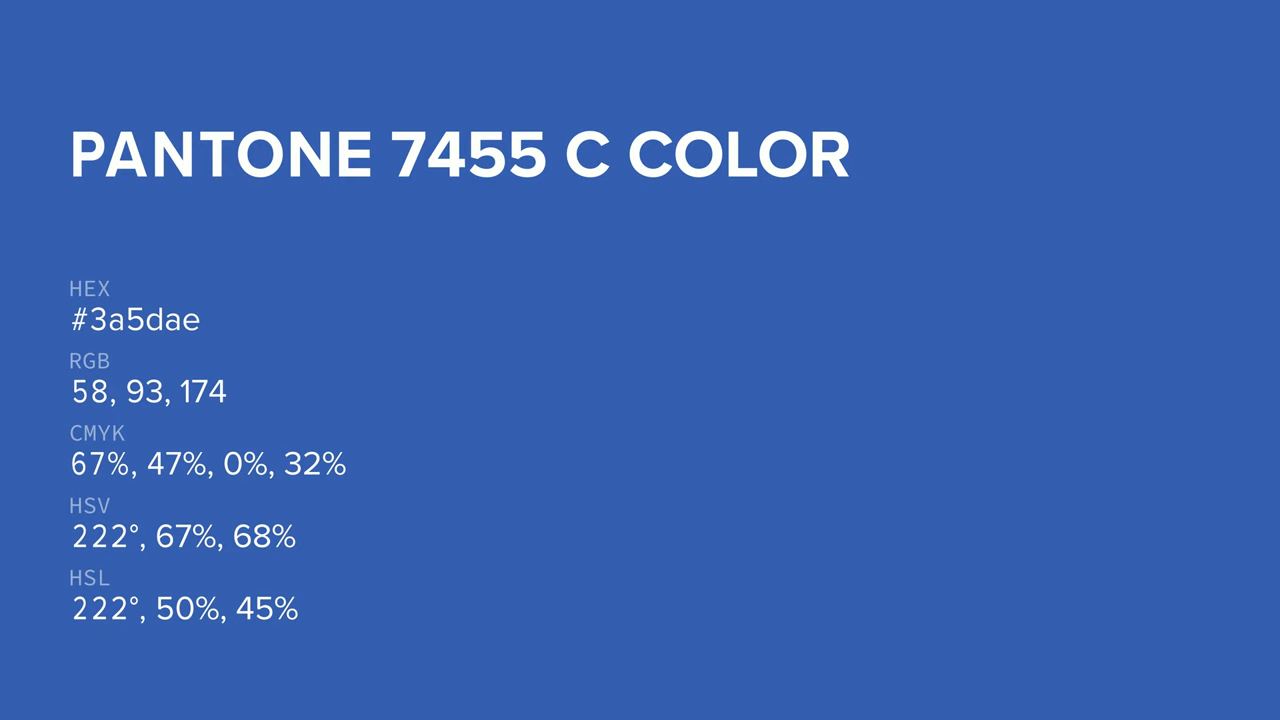 PANTONE 7455 C COLOR
HEX
#3a5dae
RGB
58, 93, 174
CMYK
67%, 47%, 0%, 32%
HSV
222°, 67%, 68%
HSL
222°, 50%, 45%